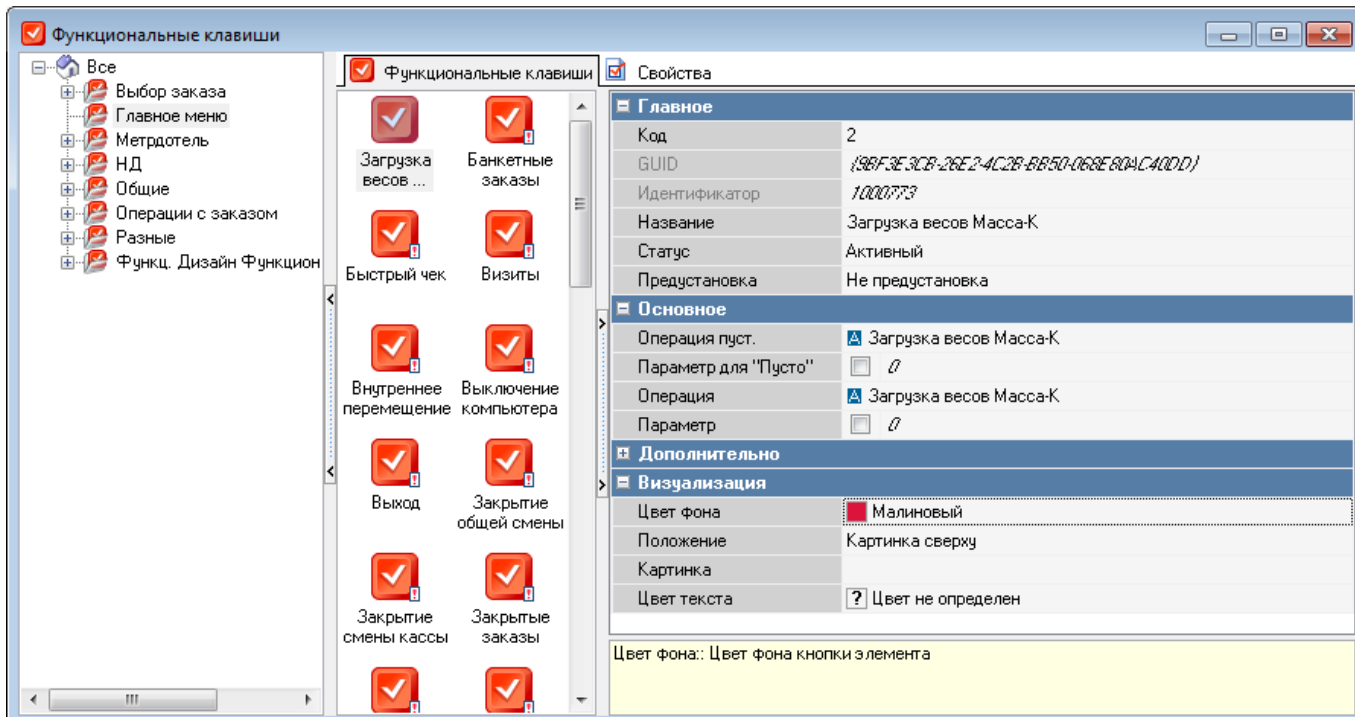 Функциональные клавиши
Все
Выбор заказа
Главное меню
Метрдотель
НД
Общие
Операции с заказом
Разные
Функц. Дизайн Функцион
Функциональные клавиши
Загрузка весов ...
Банкетные заказы
Быстрый чек
Визиты
Внутреннее перемещение
Выключение компьютера
Выход
Закрытие общей смены
Закрытие смены кассы
Закрытые заказы
Свойства
Главное
Код 2
GUID {9BF3E3CB-26E2-4C2B-BB50-068E80AC40DD}
Идентификатор 1000773
Название Загрузка весов Масса-К
Статус Активный
Предустановка Не предустановка
Основное
Операция пуст. Загрузка весов Масса-К
Параметр для "Пусто" 0
Операция Загрузка весов Масса-К
Параметр 0
Дополнительно
Визуализация
Цвет фона Малиновый
Положение Картинка сверху
Картинка
Цвет текста ? Цвет не определен
Цвет фона:: Цвет фона кнопки элемента